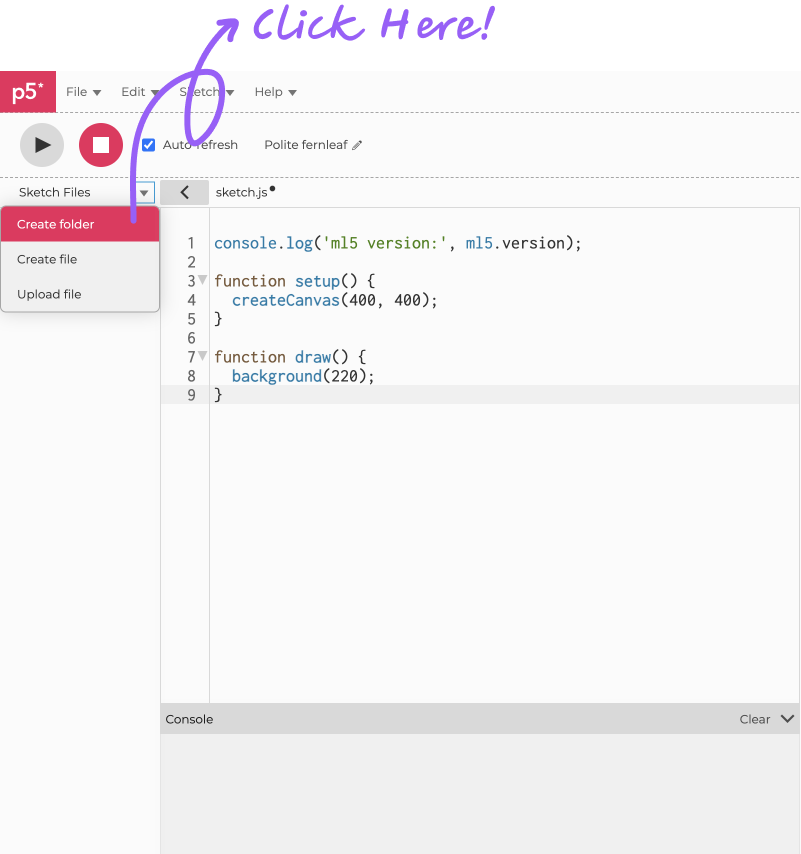 Click Here!
p5* File Edit Sketch Help
Auto-refresh Polite fernleaf
Sketch Files sketch.js
Create folder
Create file
Upload file
1 console.log('ml5 version:', ml5.version);
2
3 function setup() {
4 createCanvas(400, 400);
5 }
6
7 function draw() {
8 background(220);
9 }
Console Clear